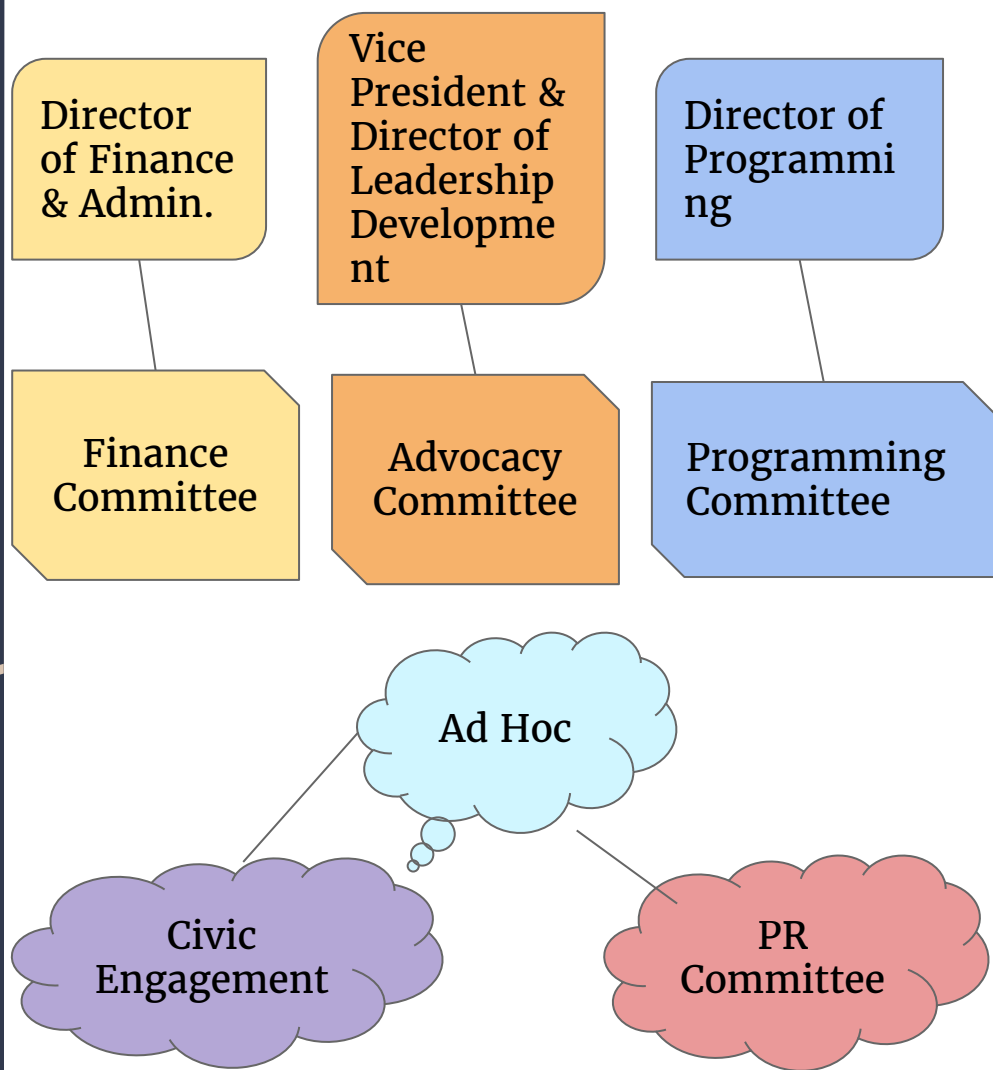 Director
of Finance
& Admin.
Vice
President &
Director of
Leadership
Developme
nt
Director of
Programmi
ng
Finance
Committee
Advocacy
Committee
Programming
Committee
Ad Hoc
Civic
Engagement
PR
Committee